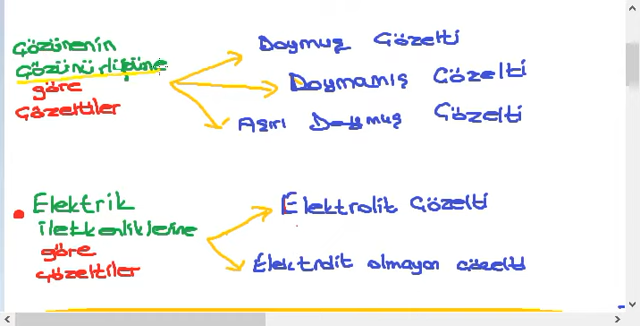 Çözünenin
Çözünürlüğüne
göre
Çözeltiler
Doymuş Çözelti
Doymamış Çözelti
Aşırı Doymuş Çözelti
Elektrik
iletkenliklerine
göre
çözeltiler
Elektrolit Çözelti
Elektrolit olmayan çözelti